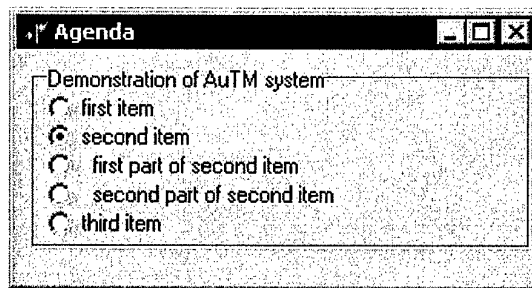 Agenda
Demonstration of AuTM system
first item
second item
first part of second item
second part of second item
third item